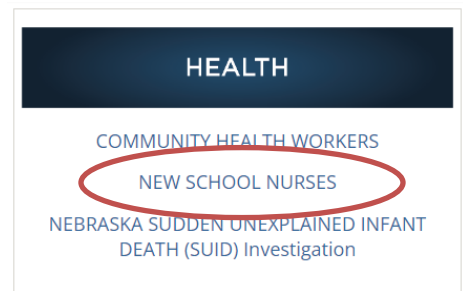 HEALTH
COMMUNITY HEALTH WORKERS
NEW SCHOOL NURSES
NEBRASKA SUDDEN UNEXPLAINED INFANT
DEATH (SUID) Investigation